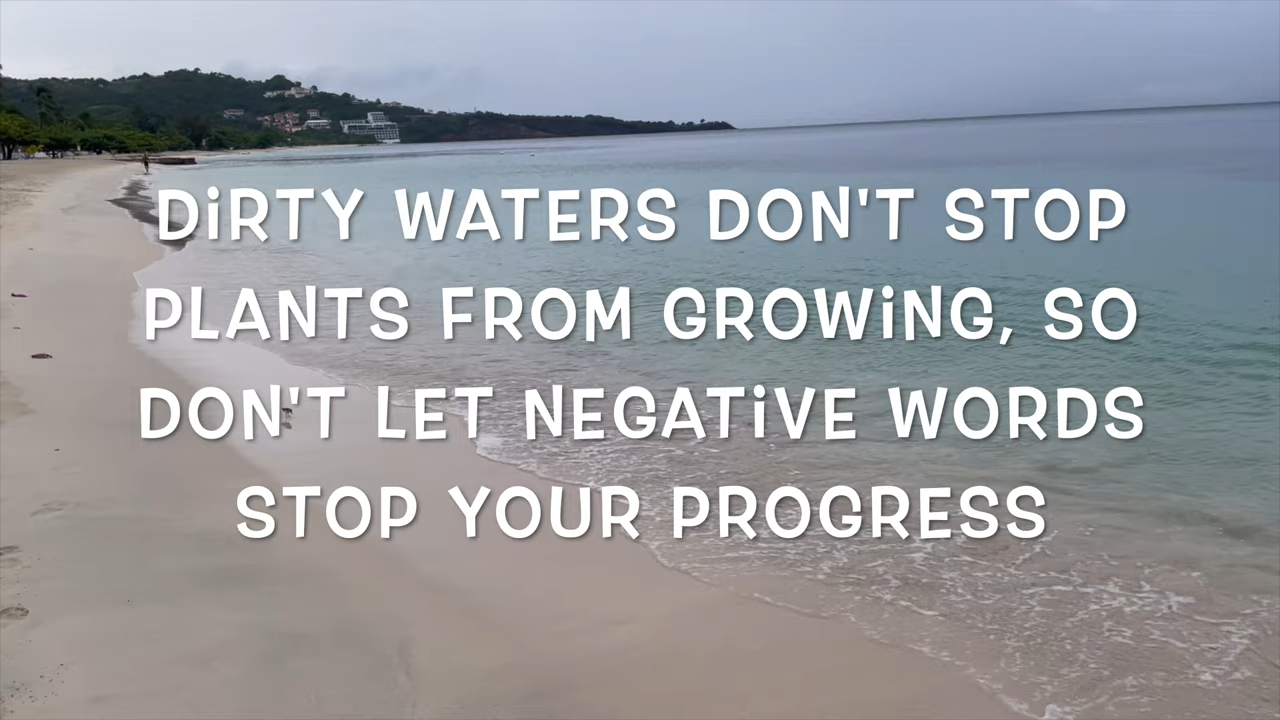 DiRTY WATERS DON'T STOP
PLANTS FROM GROWiNG, SO
DON'T LET NEGATiVE WORDS
STOP YOUR PROGRESS